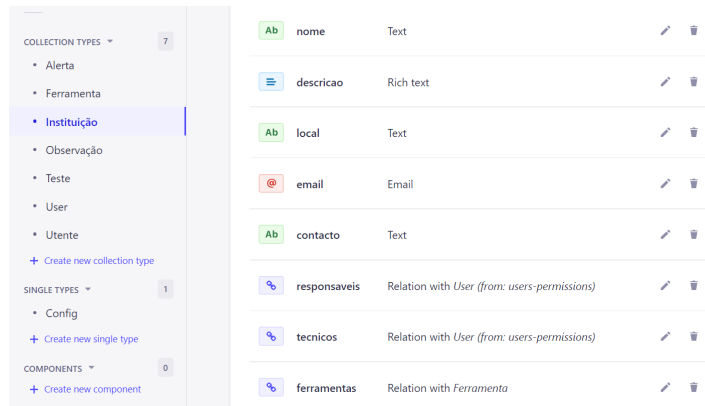 COLLECTION TYPES 7
Alerta
Ferramenta
Instituição
Observação
Teste
User
Utente
+ Create new collection type
SINGLE TYPES 1
Config
+ Create new single type
COMPONENTS 0
+ Create new component
Ab nome Text
descricao Rich text
Ab local Text
@ email Email
Ab contacto Text
responsaveis Relation with User (from: users-permissions)
tecnicos Relation with User (from: users-permissions)
ferramentas Relation with Ferramenta